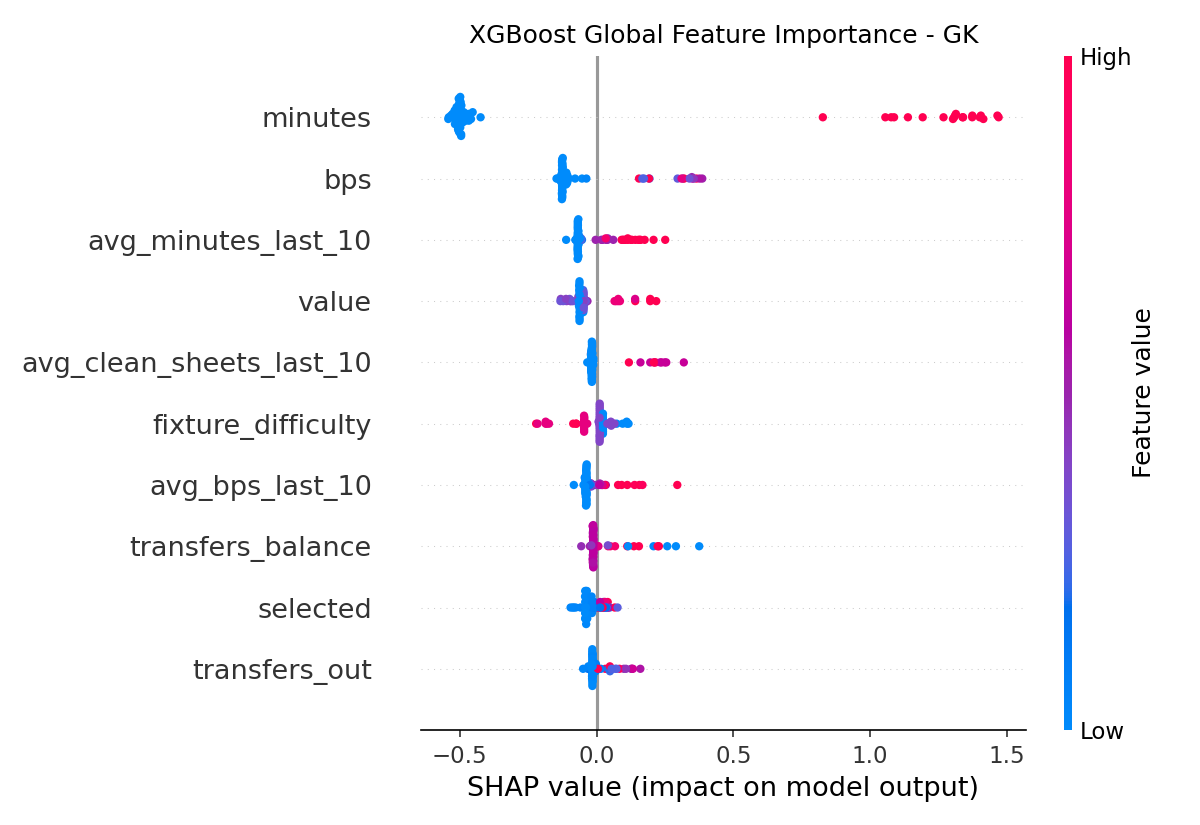 XGBoost Global Feature Importance - GK
High
minutes
bps
avg_minutes_last_10
value
avg_clean_sheets_last_10
fixture_difficulty
avg_bps_last_10
transfers_balance
selected
transfers_out
Feature value
Low
−0.5 0.0 0.5 1.0 1.5
SHAP value (impact on model output)